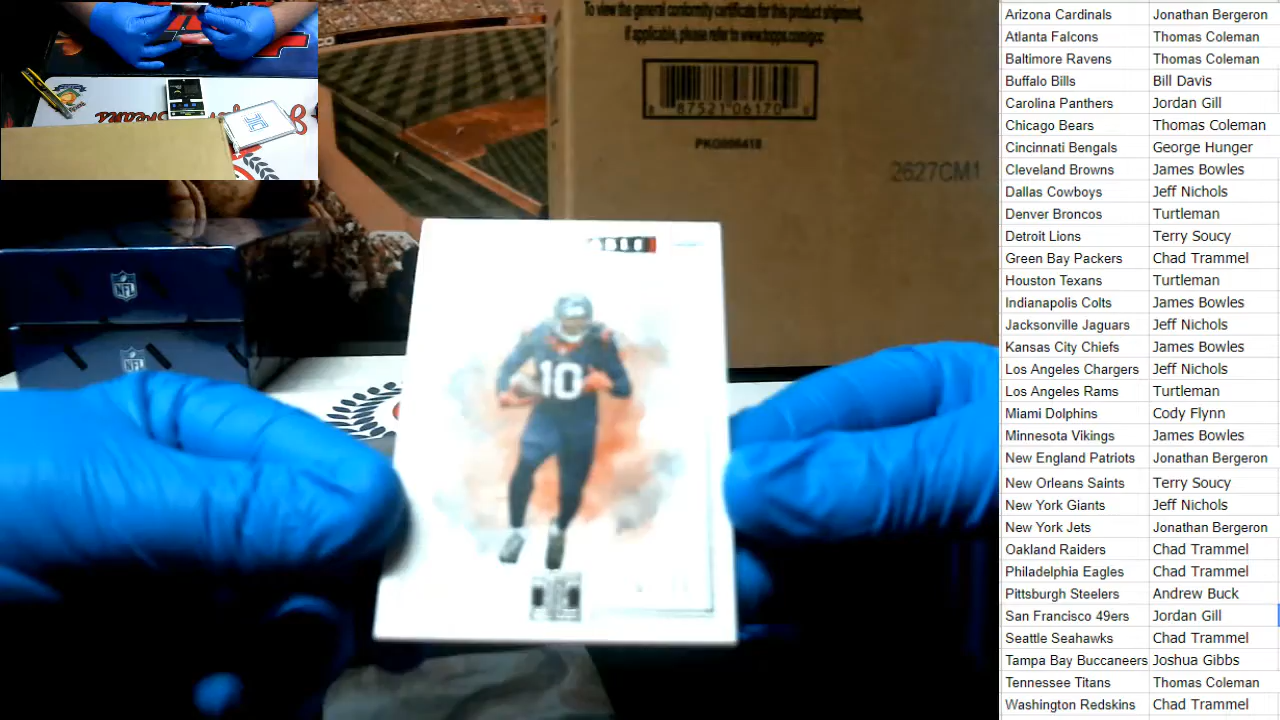 To view the general conformity certificate for this product shipment,
if applicable, please refer to www.topps.com/gcc
8 87521 06170
2627CM1
NFL
NFL
10
Arizona Cardinals Jonathan Bergeron
Atlanta Falcons Thomas Coleman
Baltimore Ravens Thomas Coleman
Buffalo Bills Bill Davis
Carolina Panthers Jordan Gill
Chicago Bears Thomas Coleman
Cincinnati Bengals George Hunger
Cleveland Browns James Bowles
Dallas Cowboys Jeff Nichols
Denver Broncos Turtleman
Detroit Lions Terry Soucy
Green Bay Packers Chad Trammel
Houston Texans Turtleman
Indianapolis Colts James Bowles
Jacksonville Jaguars Jeff Nichols
Kansas City Chiefs James Bowles
Los Angeles Chargers Jeff Nichols
Los Angeles Rams Turtleman
Miami Dolphins Cody Flynn
Minnesota Vikings James Bowles
New England Patriots Jonathan Bergeron
New Orleans Saints Terry Soucy
New York Giants Jeff Nichols
New York Jets Jonathan Bergeron
Oakland Raiders Chad Trammel
Philadelphia Eagles Chad Trammel
Pittsburgh Steelers Andrew Buck
San Francisco 49ers Jordan Gill
Seattle Seahawks Chad Trammel
Tampa Bay Buccaneers Joshua Gibbs
Tennessee Titans Thomas Coleman
Washington Redskins Chad Trammel